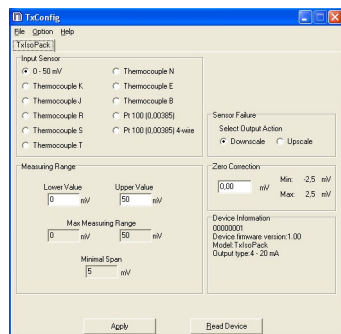 TxConfig
File Option Help
TxIsoPack
Input Sensor
0 - 50 mV
Thermocouple K
Thermocouple J
Thermocouple R
Thermocouple S
Thermocouple T
Thermocouple N
Thermocouple E
Thermocouple B
Pt 100 (0,00385)
Pt 100 (0,00385) 4-wire
Sensor Failure
Select Output Action
Downscale Upscale
Measuring Range
Lower Value Upper Value
0 mV 50 mV
Max Measuring Range
0 mV 50 mV
Minimal Span
5 mV
Zero Correction
0,00 mV
Min: -2,5 mV
Max: 2,5 mV
Device Information
00000001
Device firmware version:1.00
Model:TxIsoPack
Output type:4 - 20 mA
Apply Read Device